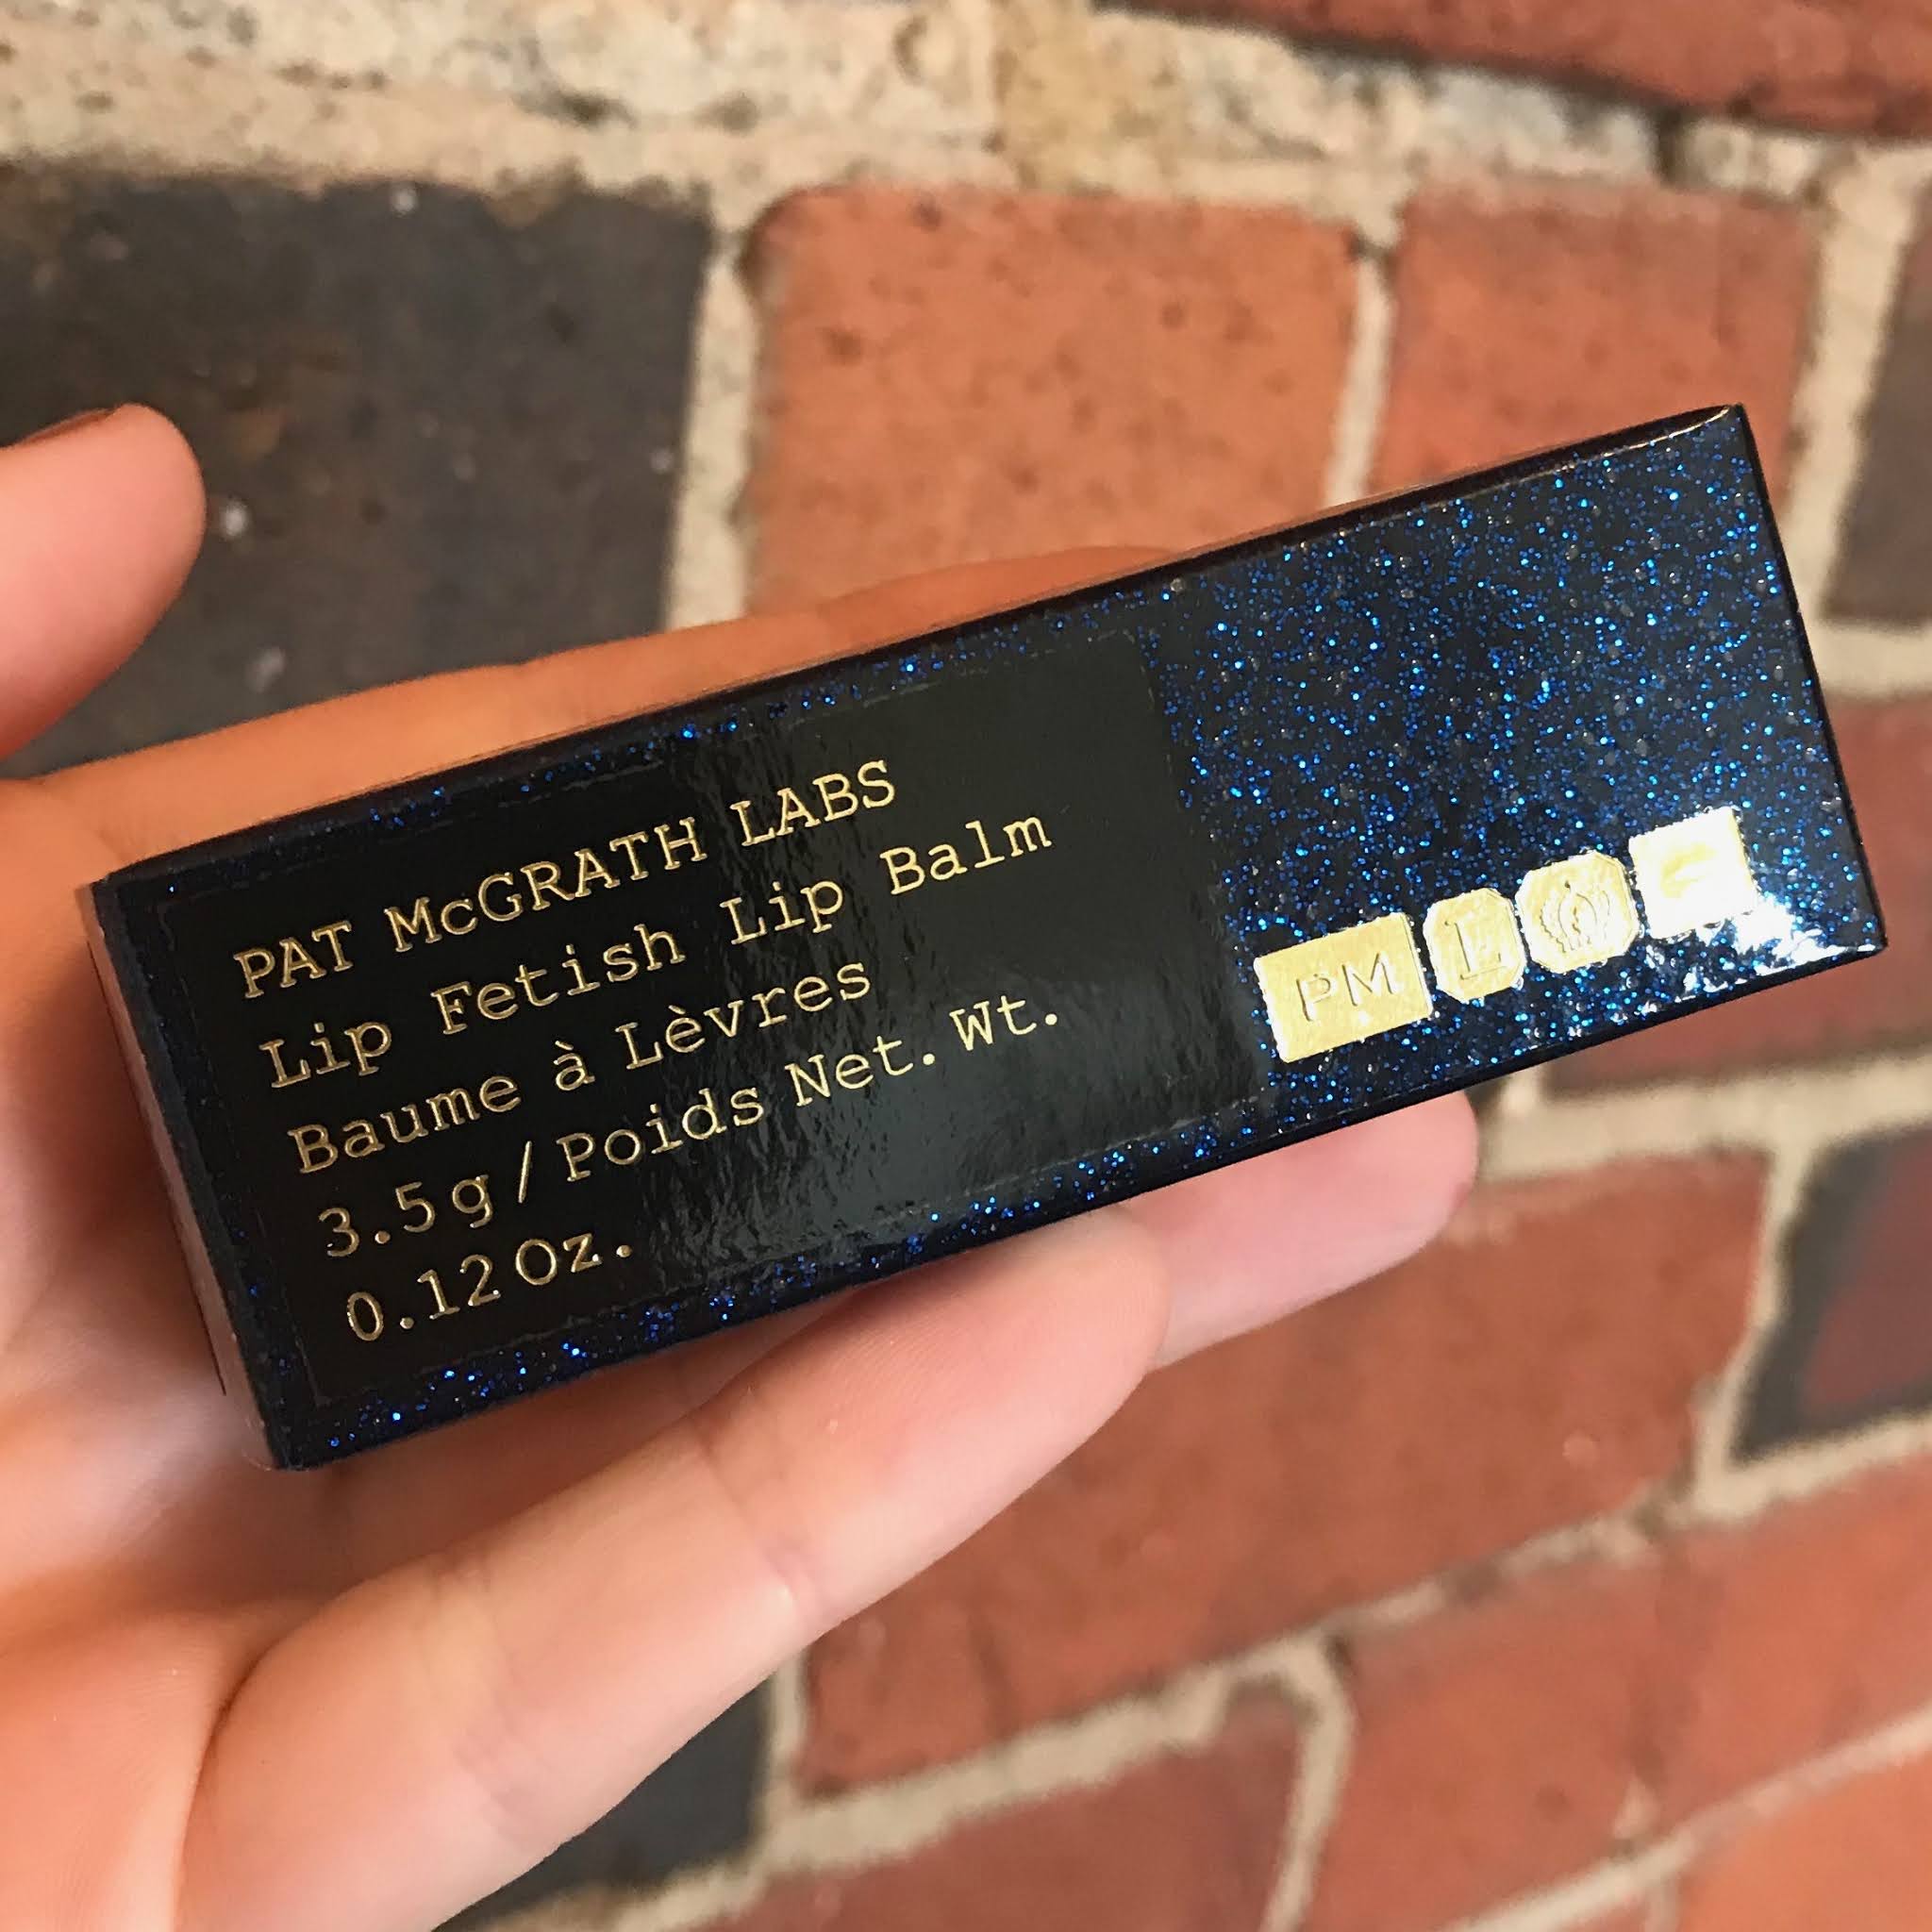 PAT McGRATH LABS
Lip Fetish Lip Balm
Baume à Lèvres
3.5g/Poids Net. Wt.
0.12 Oz.
PM L